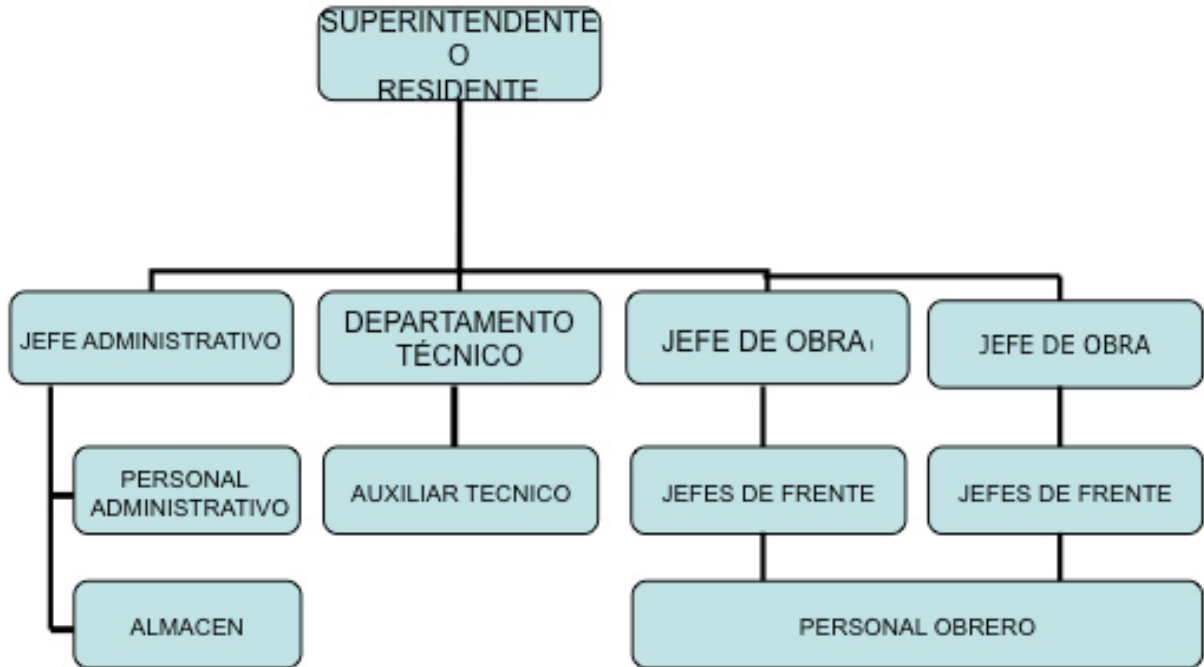 SUPERINTENDENTE
O
RESIDENTE
JEFE ADMINISTRATIVO
DEPARTAMENTO
TÉCNICO
JEFE DE OBRA
JEFE DE OBRA
PERSONAL
ADMINISTRATIVO
AUXILIAR TECNICO
JEFES DE FRENTE
JEFES DE FRENTE
ALMACEN
PERSONAL OBRERO